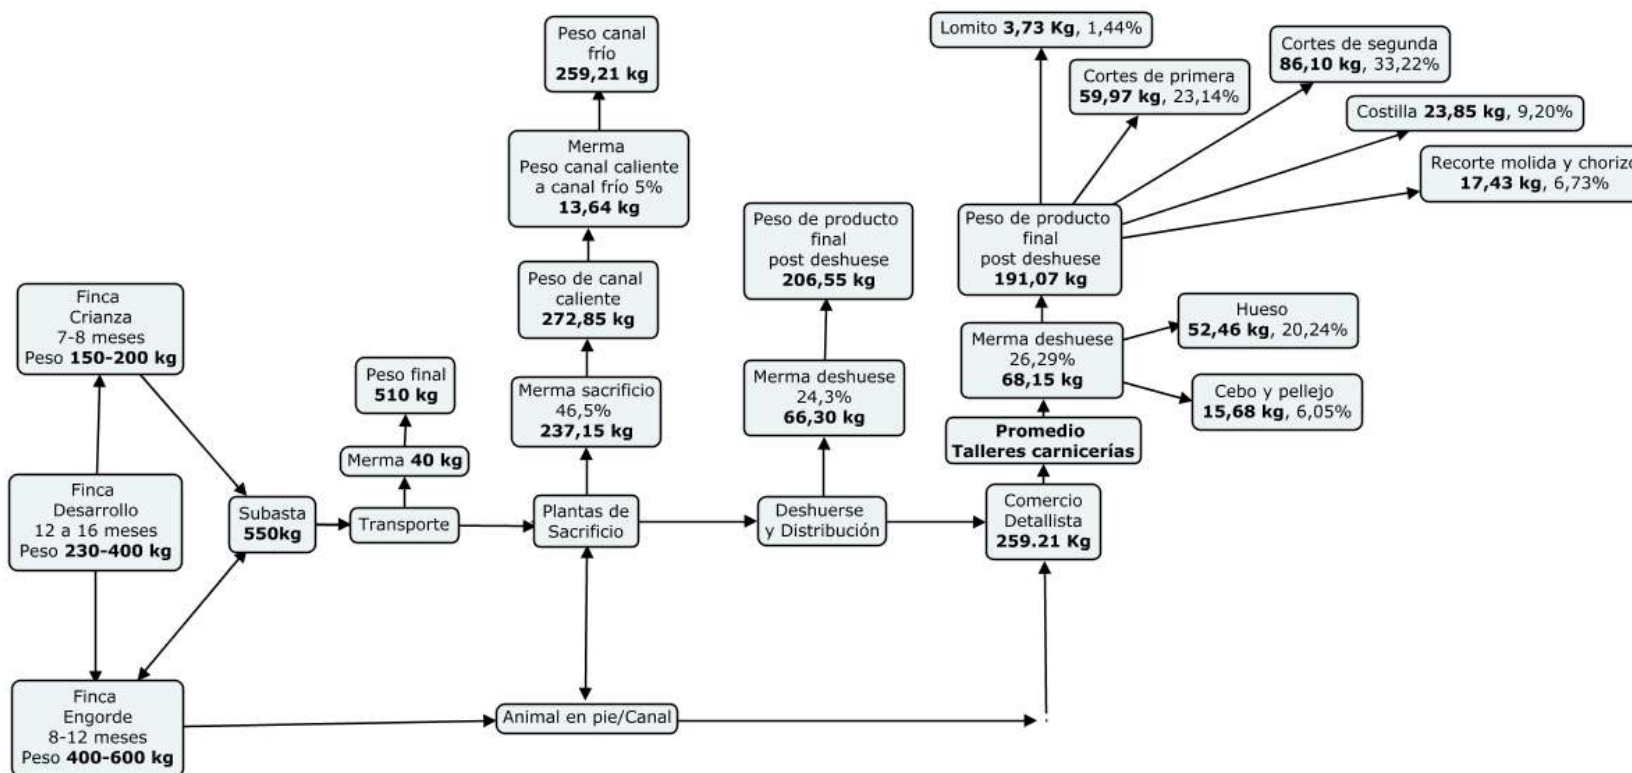 Finca
Crianza
7-8 meses
Peso 150-200 kg
Finca
Desarrollo
12 a 16 meses
Peso 230-400 kg
Finca
Engorde
8-12 meses
Peso 400-600 kg
Subasta
550kg
Peso final
510 kg
Merma 40 kg
Transporte
Peso canal
frío
259,21 kg
Merma
Peso canal caliente
a canal frío 5%
13,64 kg
Peso de canal
caliente
272,85 kg
Merma sacrificio
46,5%
237,15 kg
Plantas de
Sacrificio
Animal en pie/Canal
Peso de producto
final
post deshuese
206,55 kg
Merma deshuese
24,3%
66,30 kg
Deshuerse
y Distribución
Lomito 3,73 Kg, 1,44%
Cortes de primera
59,97 kg, 23,14%
Cortes de segunda
86,10 kg, 33,22%
Costilla 23,85 kg, 9,20%
Recorte molida y chorizo
17,43 kg, 6,73%
Peso de producto
final
post deshuese
191,07 kg
Merma deshuese
26,29%
68,15 kg
Hueso
52,46 kg, 20,24%
Cebo y pellejo
15,68 kg, 6,05%
Promedio
Talleres carnicerías
Comercio
Detallista
259.21 Kg